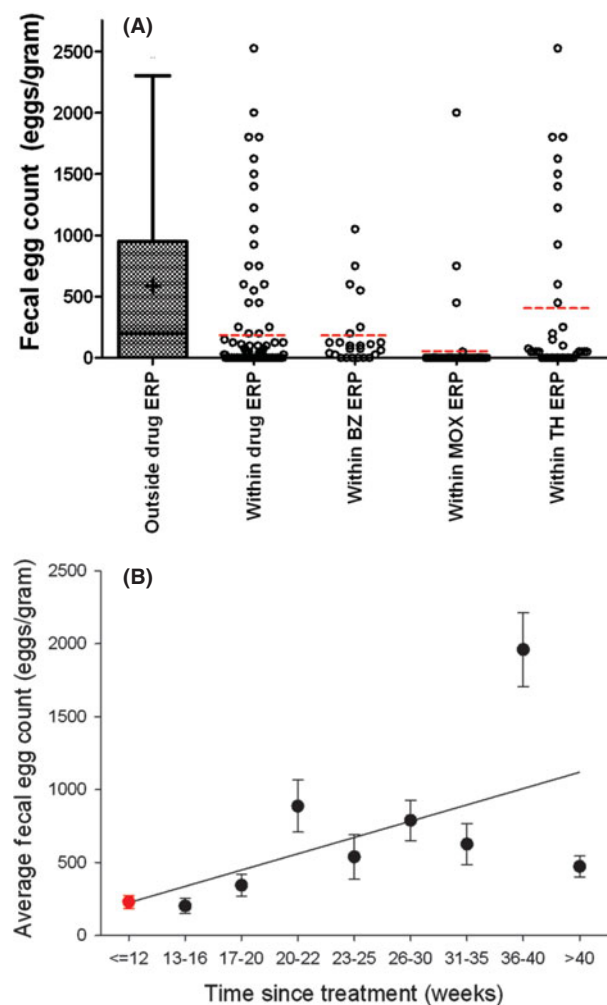 (A)
Fecal egg count (eggs/gram)
2500
2000
1500
1000
500
0
Outside drug ERP
Within drug ERP
Within BZ ERP
Within MOX ERP
Within TH ERP
(B)
Average fecal egg count (eggs/gram)
2500
2000
1500
1000
500
0
<=12 13-16 17-20 20-22 23-25 26-30 31-35 36-40 >40
Time since treatment (weeks)